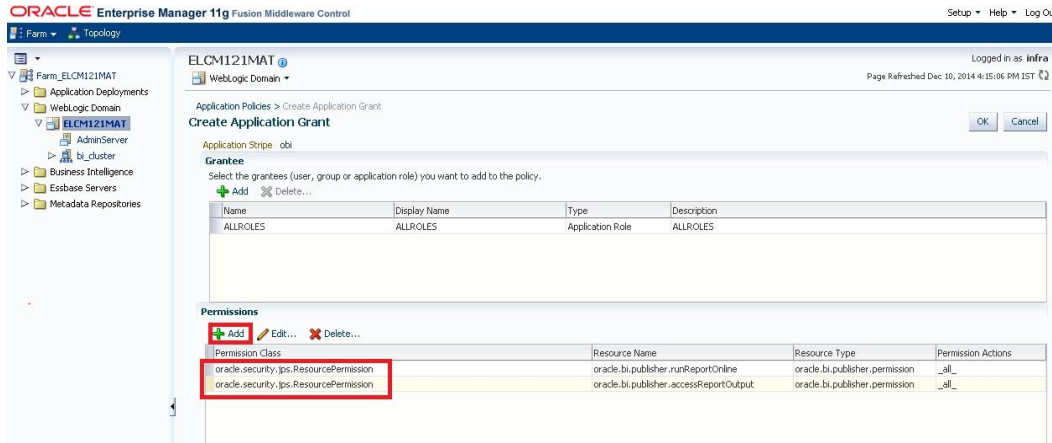 ORACLE Enterprise Manager 11g Fusion Middleware Control
Setup Help Log Ou
Farm Topology
Farm_ELCM121MAT
Application Deployments
WebLogic Domain
ELCM121MAT
AdminServer
bi_cluster
Business Intelligence
Essbase Servers
Metadata Repositories
ELCM121MAT
Logged in as infra
WebLogic Domain
Page Refreshed Dec 10, 2014 4:15:06 PM IST
Application Policies > Create Application Grant
Create Application Grant
OK Cancel
Application Stripe obi
Grantee
Select the grantees (user, group or application role) you want to add to the policy.
Add Delete...
Name Display Name Type Description
ALLROLES ALLROLES Application Role ALLROLES
Permissions
Add Edit... Delete...
Permission Class Resource Name Resource Type Permission Actions
oracle.security.jps.ResourcePermission oracle.bi.publisher.runReportOnline oracle.bi.publisher.permission _all_
oracle.security.jps.ResourcePermission oracle.bi.publisher.accessReportOutput oracle.bi.publisher.permission _all_